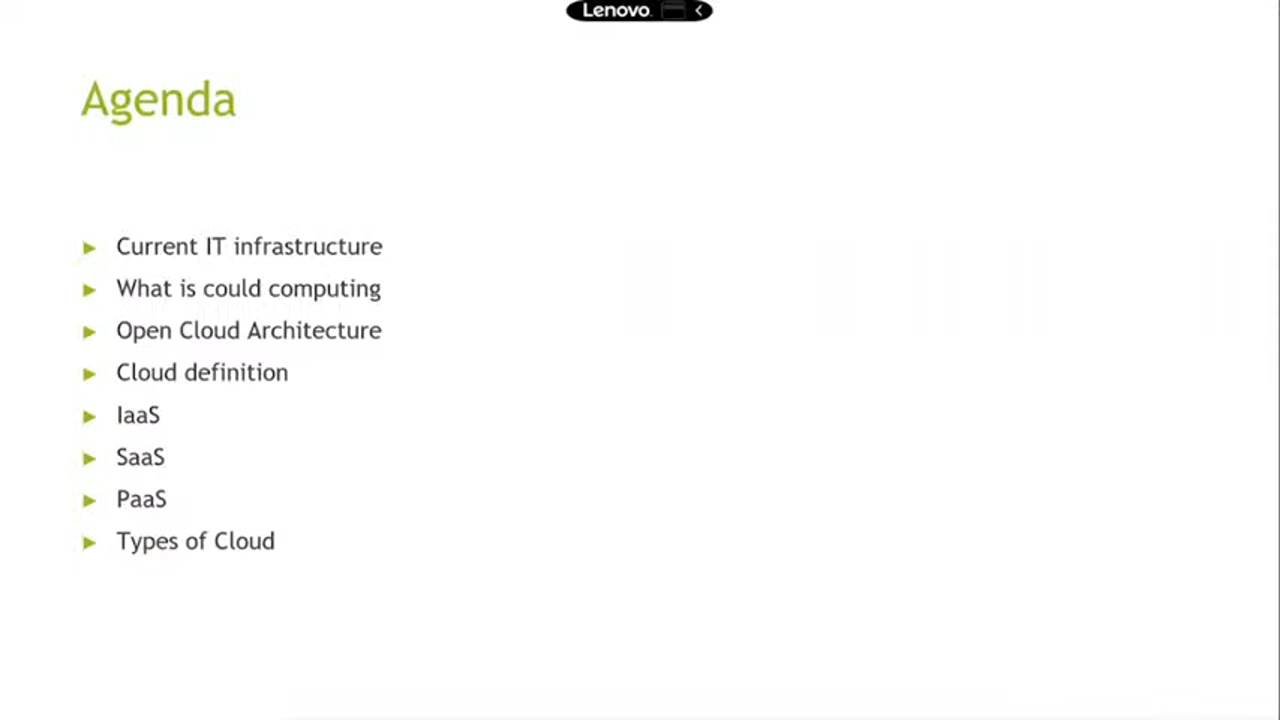 Lenovo.
Agenda
Current IT infrastructure
What is could computing
Open Cloud Architecture
Cloud definition
IaaS
SaaS
PaaS
Types of Cloud